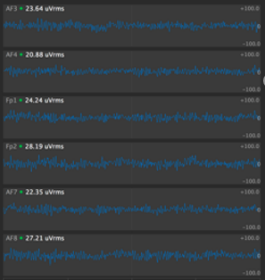 AF3 23.64 uVrms +100.0
-100.0
AF4 20.88 uVrms +100.0
-100.0
Fp1 24.24 uVrms +100.0
-100.0
Fp2 28.19 uVrms +100.0
-100.0
AF7 22.35 uVrms +100.0
-100.0
AF8 27.21 uVrms +100.0
-100.0